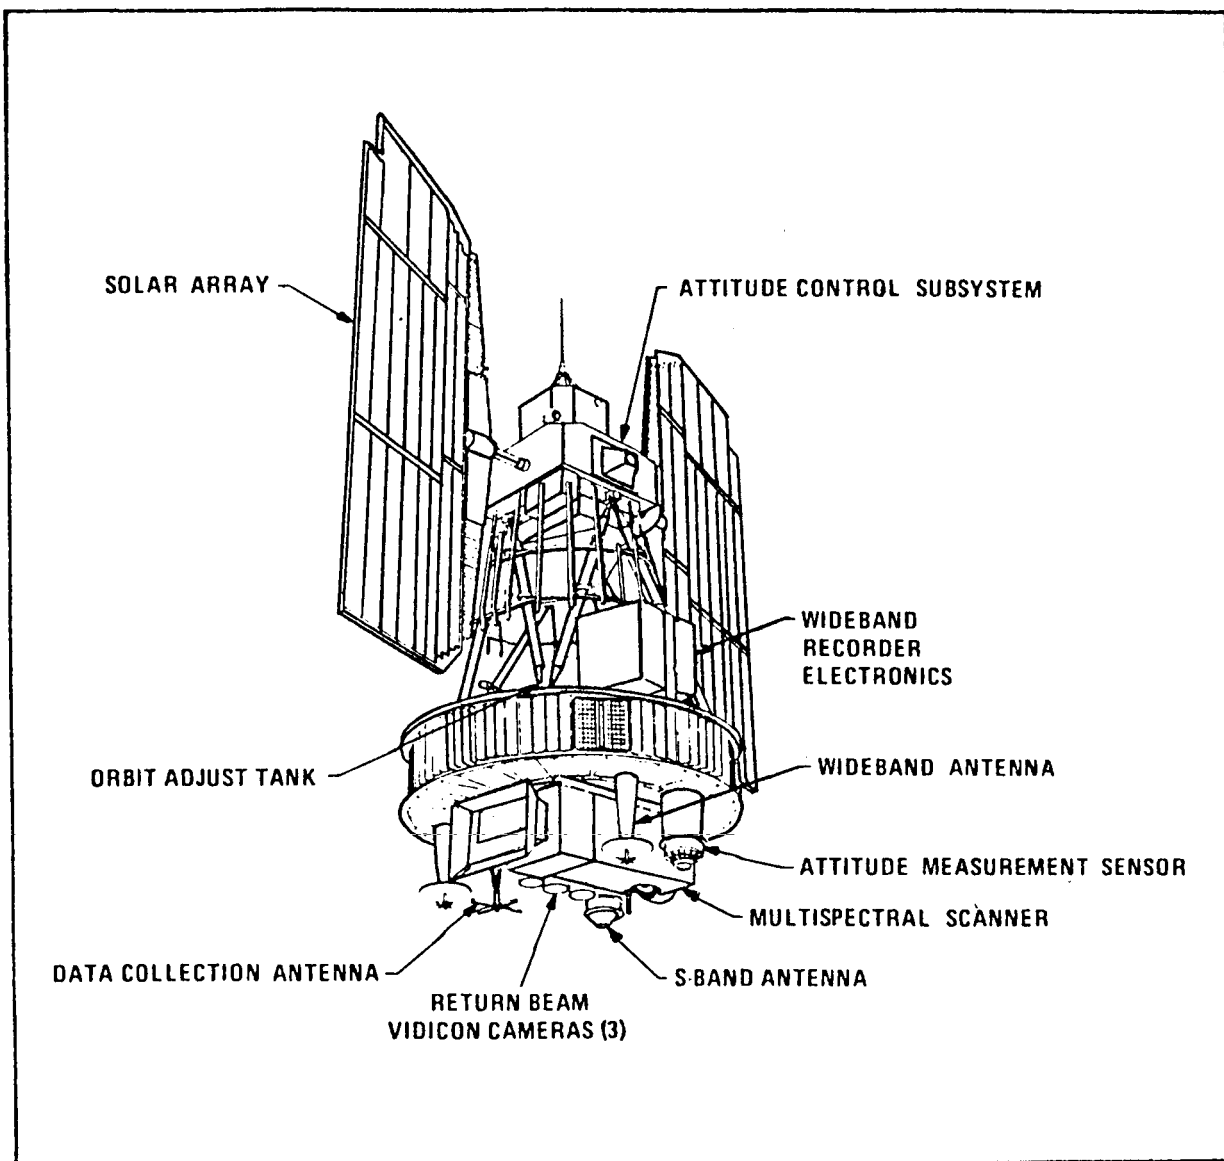 SOLAR ARRAY
ATTITUDE CONTROL SUBSYSTEM
WIDEBAND
RECORDER
ELECTRONICS
ORBIT ADJUST TANK
WIDEBAND ANTENNA
ATTITUDE MEASUREMENT SENSOR
MULTISPECTRAL SCANNER
DATA COLLECTION ANTENNA
S-BAND ANTENNA
RETURN BEAM
VIDICON CAMERAS (3)